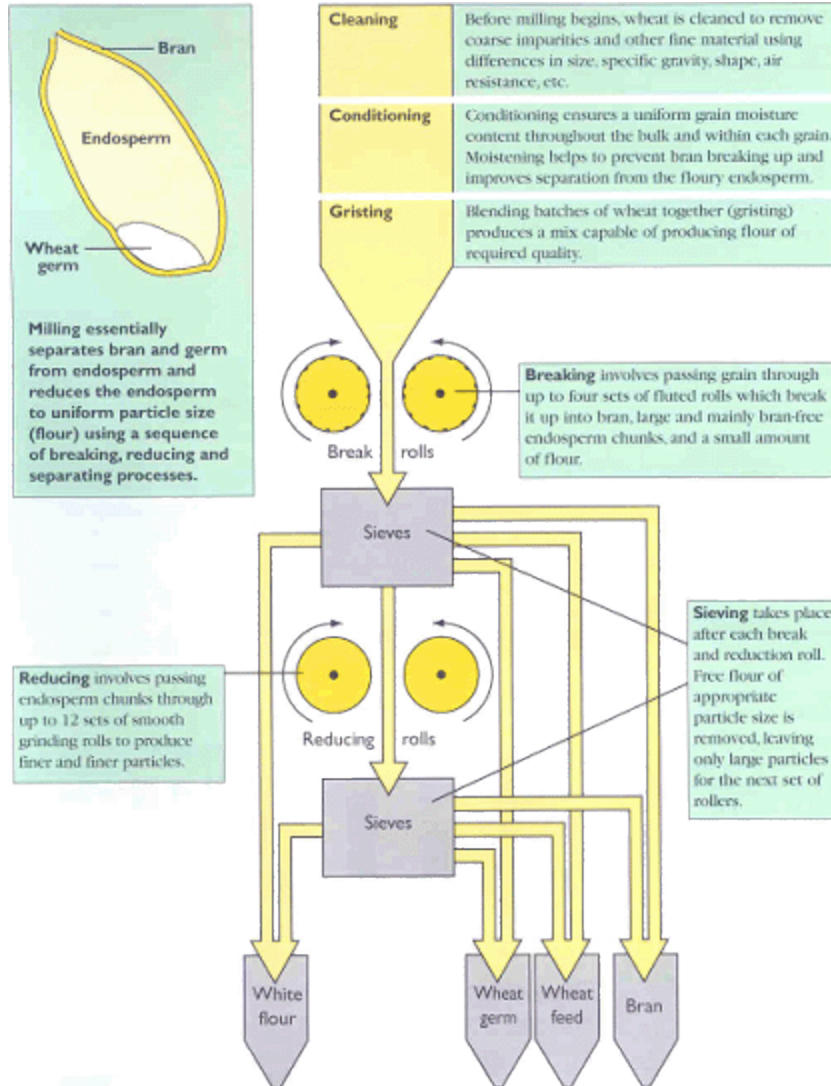 Bran
Endosperm
Wheat
germ
Milling essentially
separates bran and germ
from endosperm and
reduces the endosperm
to uniform particle size
(flour) using a sequence
of breaking, reducing and
separating processes.
Cleaning
Before milling begins, wheat is cleaned to remove
coarse impurities and other fine material using
differences in size, specific gravity, shape, air
resistance, etc.
Conditioning
Conditioning ensures a uniform grain moisture
content throughout the bulk and within each grain.
Moistening helps to prevent bran breaking up and
improves separation from the floury endosperm.
Gristing
Blending batches of wheat together (gristing)
produces a mix capable of producing flour of
required quality.
Breaking involves passing grain through
up to four sets of fluted rolls which break
it up into bran, large and mainly bran-free
endosperm chunks, and a small amount
of flour.
Break rolls
Sieves
Sieving takes place
after each break
and reduction roll.
Free flour of
appropriate
particle size is
removed, leaving
only large particles
for the next set of
rollers.
Reducing involves passing
endosperm chunks through
up to 12 sets of smooth
grinding rolls to produce
finer and finer particles.
Reducing rolls
Sieves
White
flour
Wheat
germ
Wheat
feed
Bran